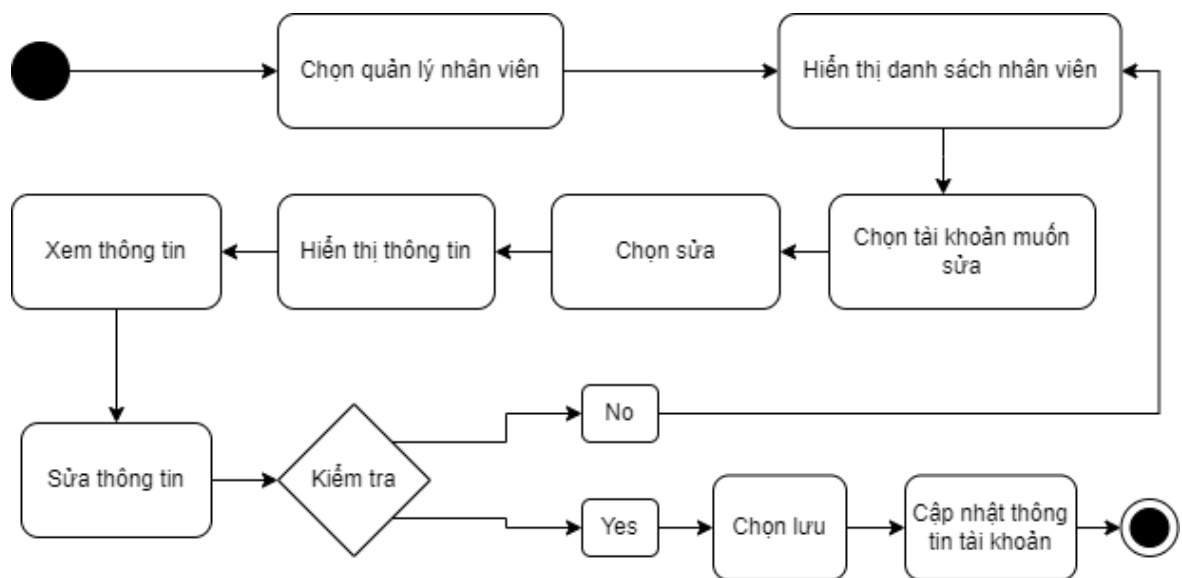 Chọn quản lý nhân viên
Hiển thị danh sách nhân viên
Xem thông tin
Hiển thị thông tin
Chọn sửa
Chọn tài khoản muốn
sửa
No
Sửa thông tin
Kiểm tra
Yes
Chọn lưu
Cập nhật thông
tin tài khoản